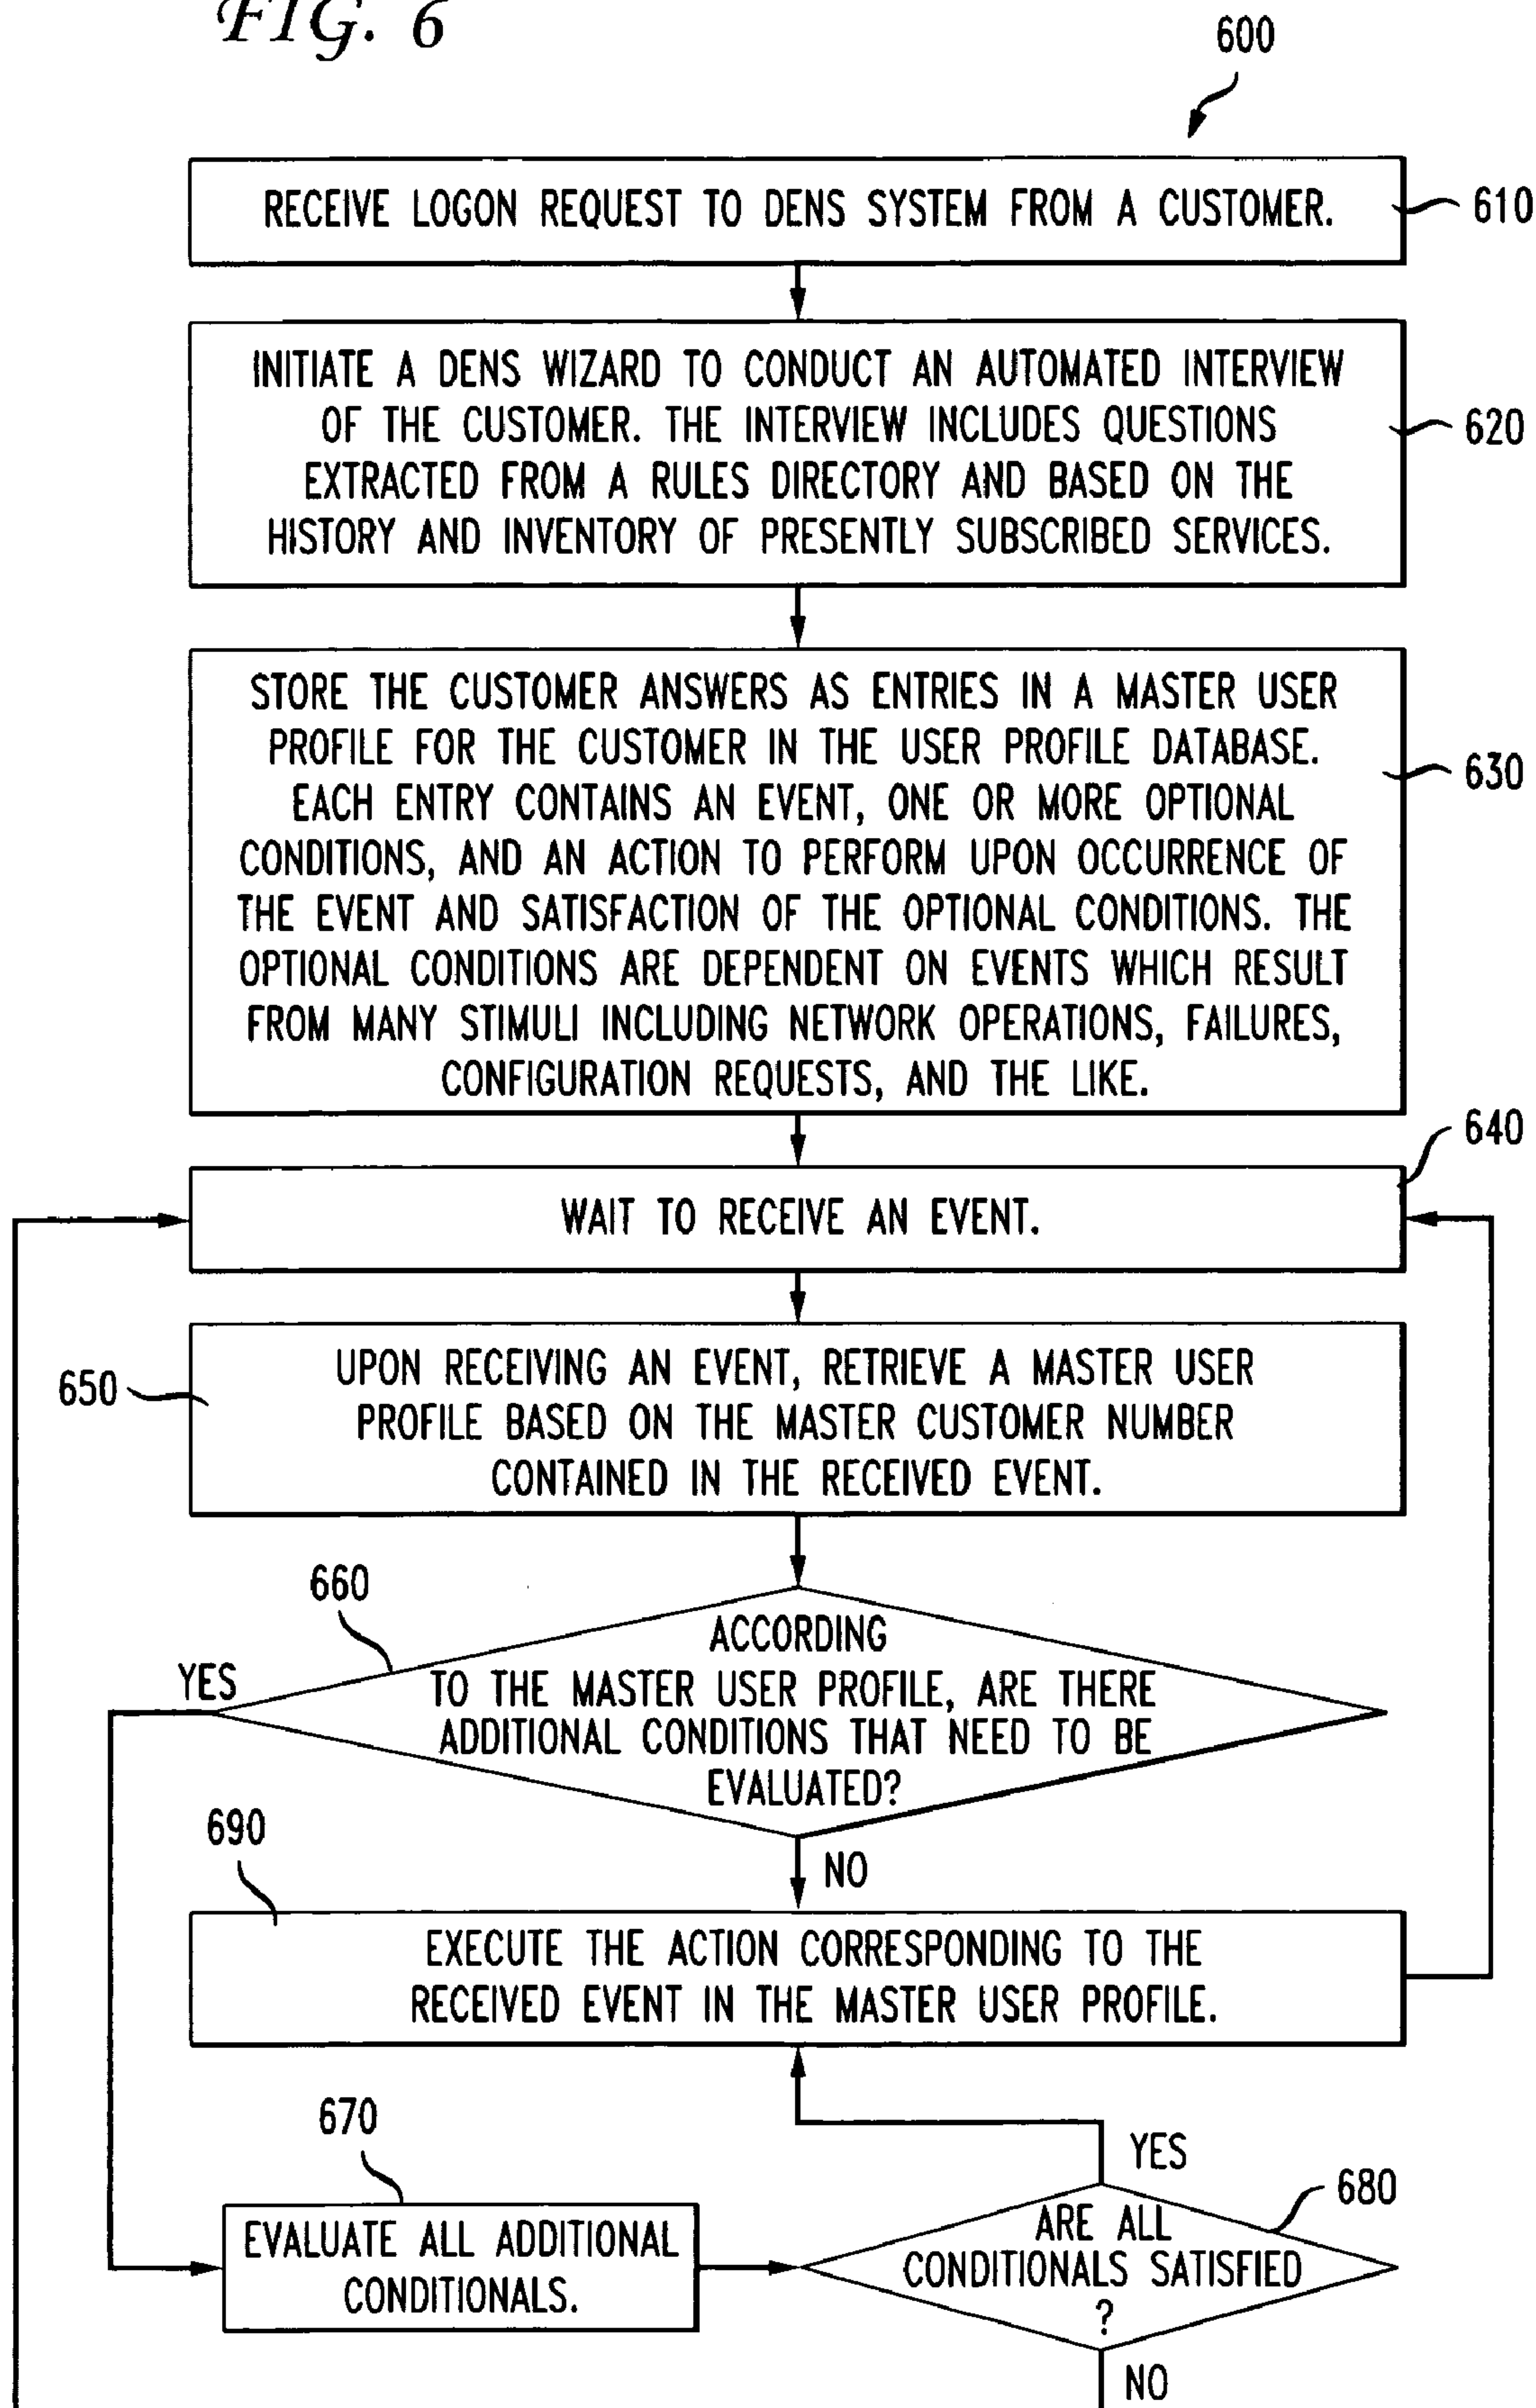 FIG. 6
600
RECEIVE LOGON REQUEST TO DENS SYSTEM FROM A CUSTOMER.
610
INITIATE A DENS WIZARD TO CONDUCT AN AUTOMATED INTERVIEW
OF THE CUSTOMER. THE INTERVIEW INCLUDES QUESTIONS
EXTRACTED FROM A RULES DIRECTORY AND BASED ON THE
HISTORY AND INVENTORY OF PRESENTLY SUBSCRIBED SERVICES.
620
STORE THE CUSTOMER ANSWERS AS ENTRIES IN A MASTER USER
PROFILE FOR THE CUSTOMER IN THE USER PROFILE DATABASE.
EACH ENTRY CONTAINS AN EVENT, ONE OR MORE OPTIONAL
CONDITIONS, AND AN ACTION TO PERFORM UPON OCCURRENCE OF
THE EVENT AND SATISFACTION OF THE OPTIONAL CONDITIONS. THE
OPTIONAL CONDITIONS ARE DEPENDENT ON EVENTS WHICH RESULT
FROM MANY STIMULI INCLUDING NETWORK OPERATIONS, FAILURES,
CONFIGURATION REQUESTS, AND THE LIKE.
630
640
WAIT TO RECEIVE AN EVENT.
650
UPON RECEIVING AN EVENT, RETRIEVE A MASTER USER
PROFILE BASED ON THE MASTER CUSTOMER NUMBER
CONTAINED IN THE RECEIVED EVENT.
660
YES
ACCORDING
TO THE MASTER USER PROFILE, ARE THERE
ADDITIONAL CONDITIONS THAT NEED TO BE
EVALUATED?
NO
690
EXECUTE THE ACTION CORRESPONDING TO THE
RECEIVED EVENT IN THE MASTER USER PROFILE.
670
EVALUATE ALL ADDITIONAL
CONDITIONALS.
YES
680
ARE ALL
CONDITIONALS SATISFIED
?
NO